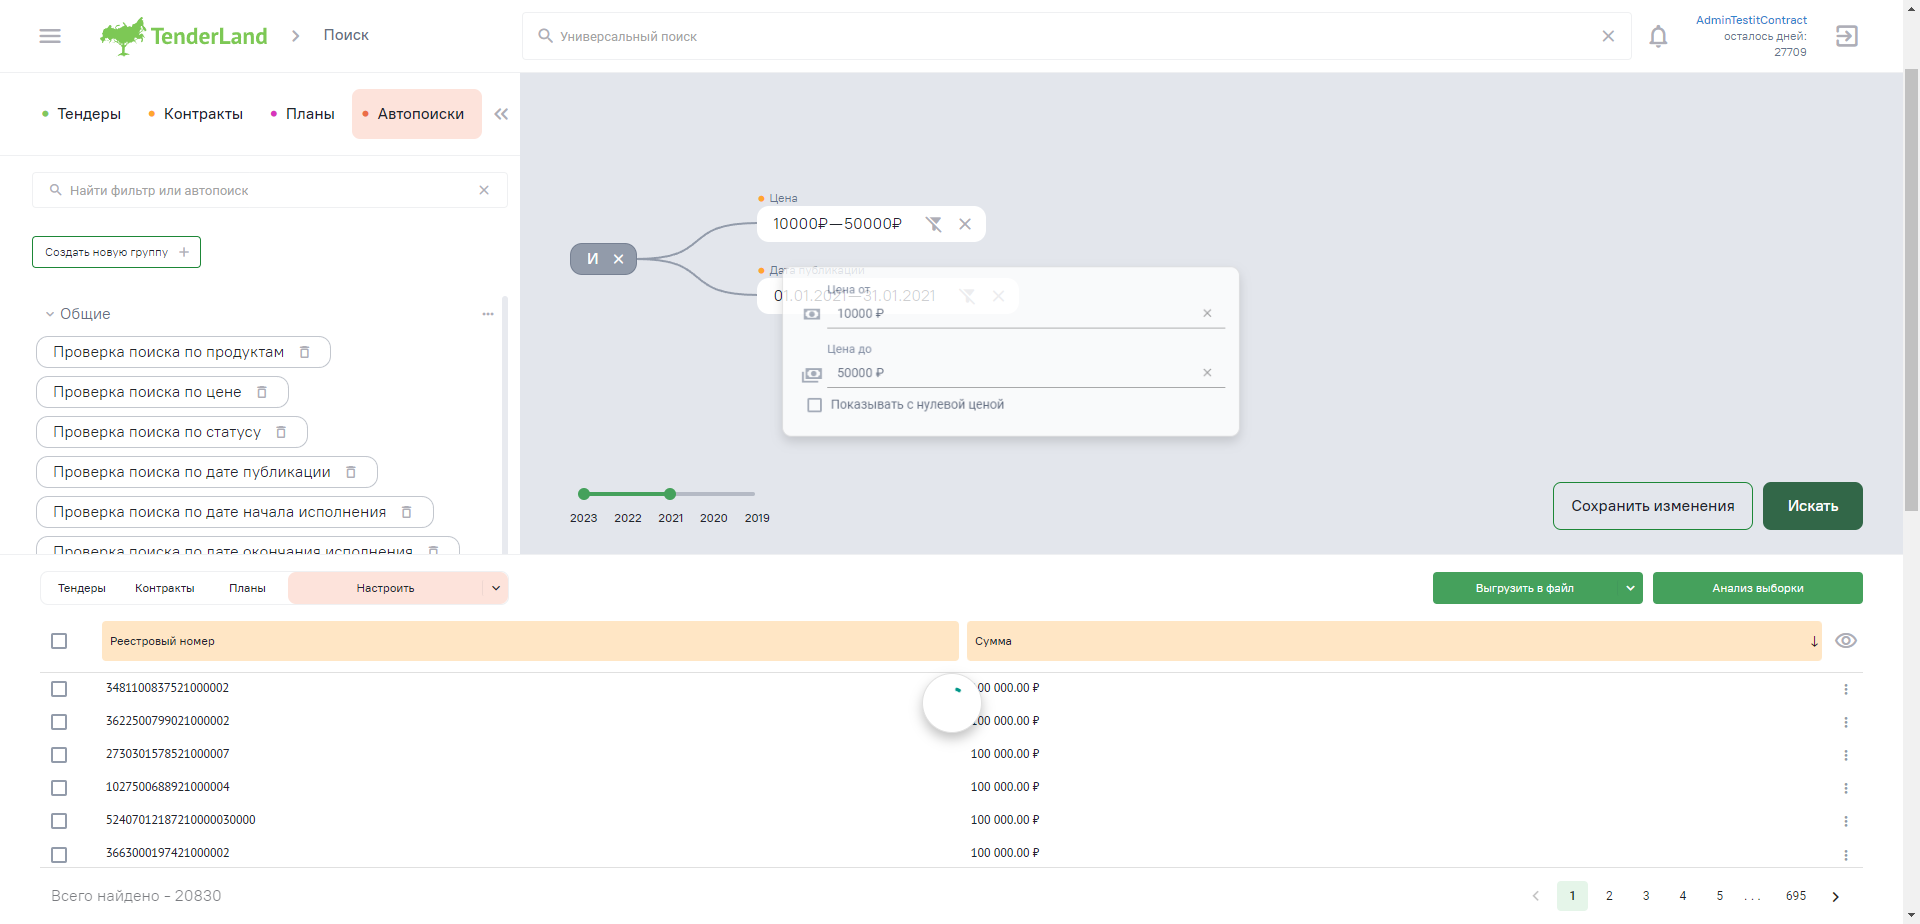 TenderLand
Поиск
Универсальный поиск
AdminTestitContract
осталось дней:
27709
Тендеры
Контракты
Планы
Автопоиски
Найти фильтр или автопоиск
Создать новую группу
Общие
Проверка поиска по продуктам
Проверка поиска по цене
Проверка поиска по статусу
Проверка поиска по дате публикации
Проверка поиска по дате начала исполнения
Проверка поиска по дате окончания исполнения
И
Цена
10000₽—50000₽
Дата публикации
01.01.2021—31.01.2021
Цена от
10000 ₽
Цена до
50000 ₽
Показывать с нулевой ценой
2023 2022 2021 2020 2019
Сохранить изменения
Искать
Тендеры
Контракты
Планы
Настроить
Выгрузить в файл
Анализ выборки
Реестровый номер
Сумма
3481100837521000002
00 000.00 ₽
3622500799021000002
100 000.00 ₽
2730301578521000007
100 000.00 ₽
1027500688921000004
100 000.00 ₽
52407012187210000030000
100 000.00 ₽
3663000197421000002
100 000.00 ₽
Всего найдено - 20830
1 2 3 4 5 ... 695